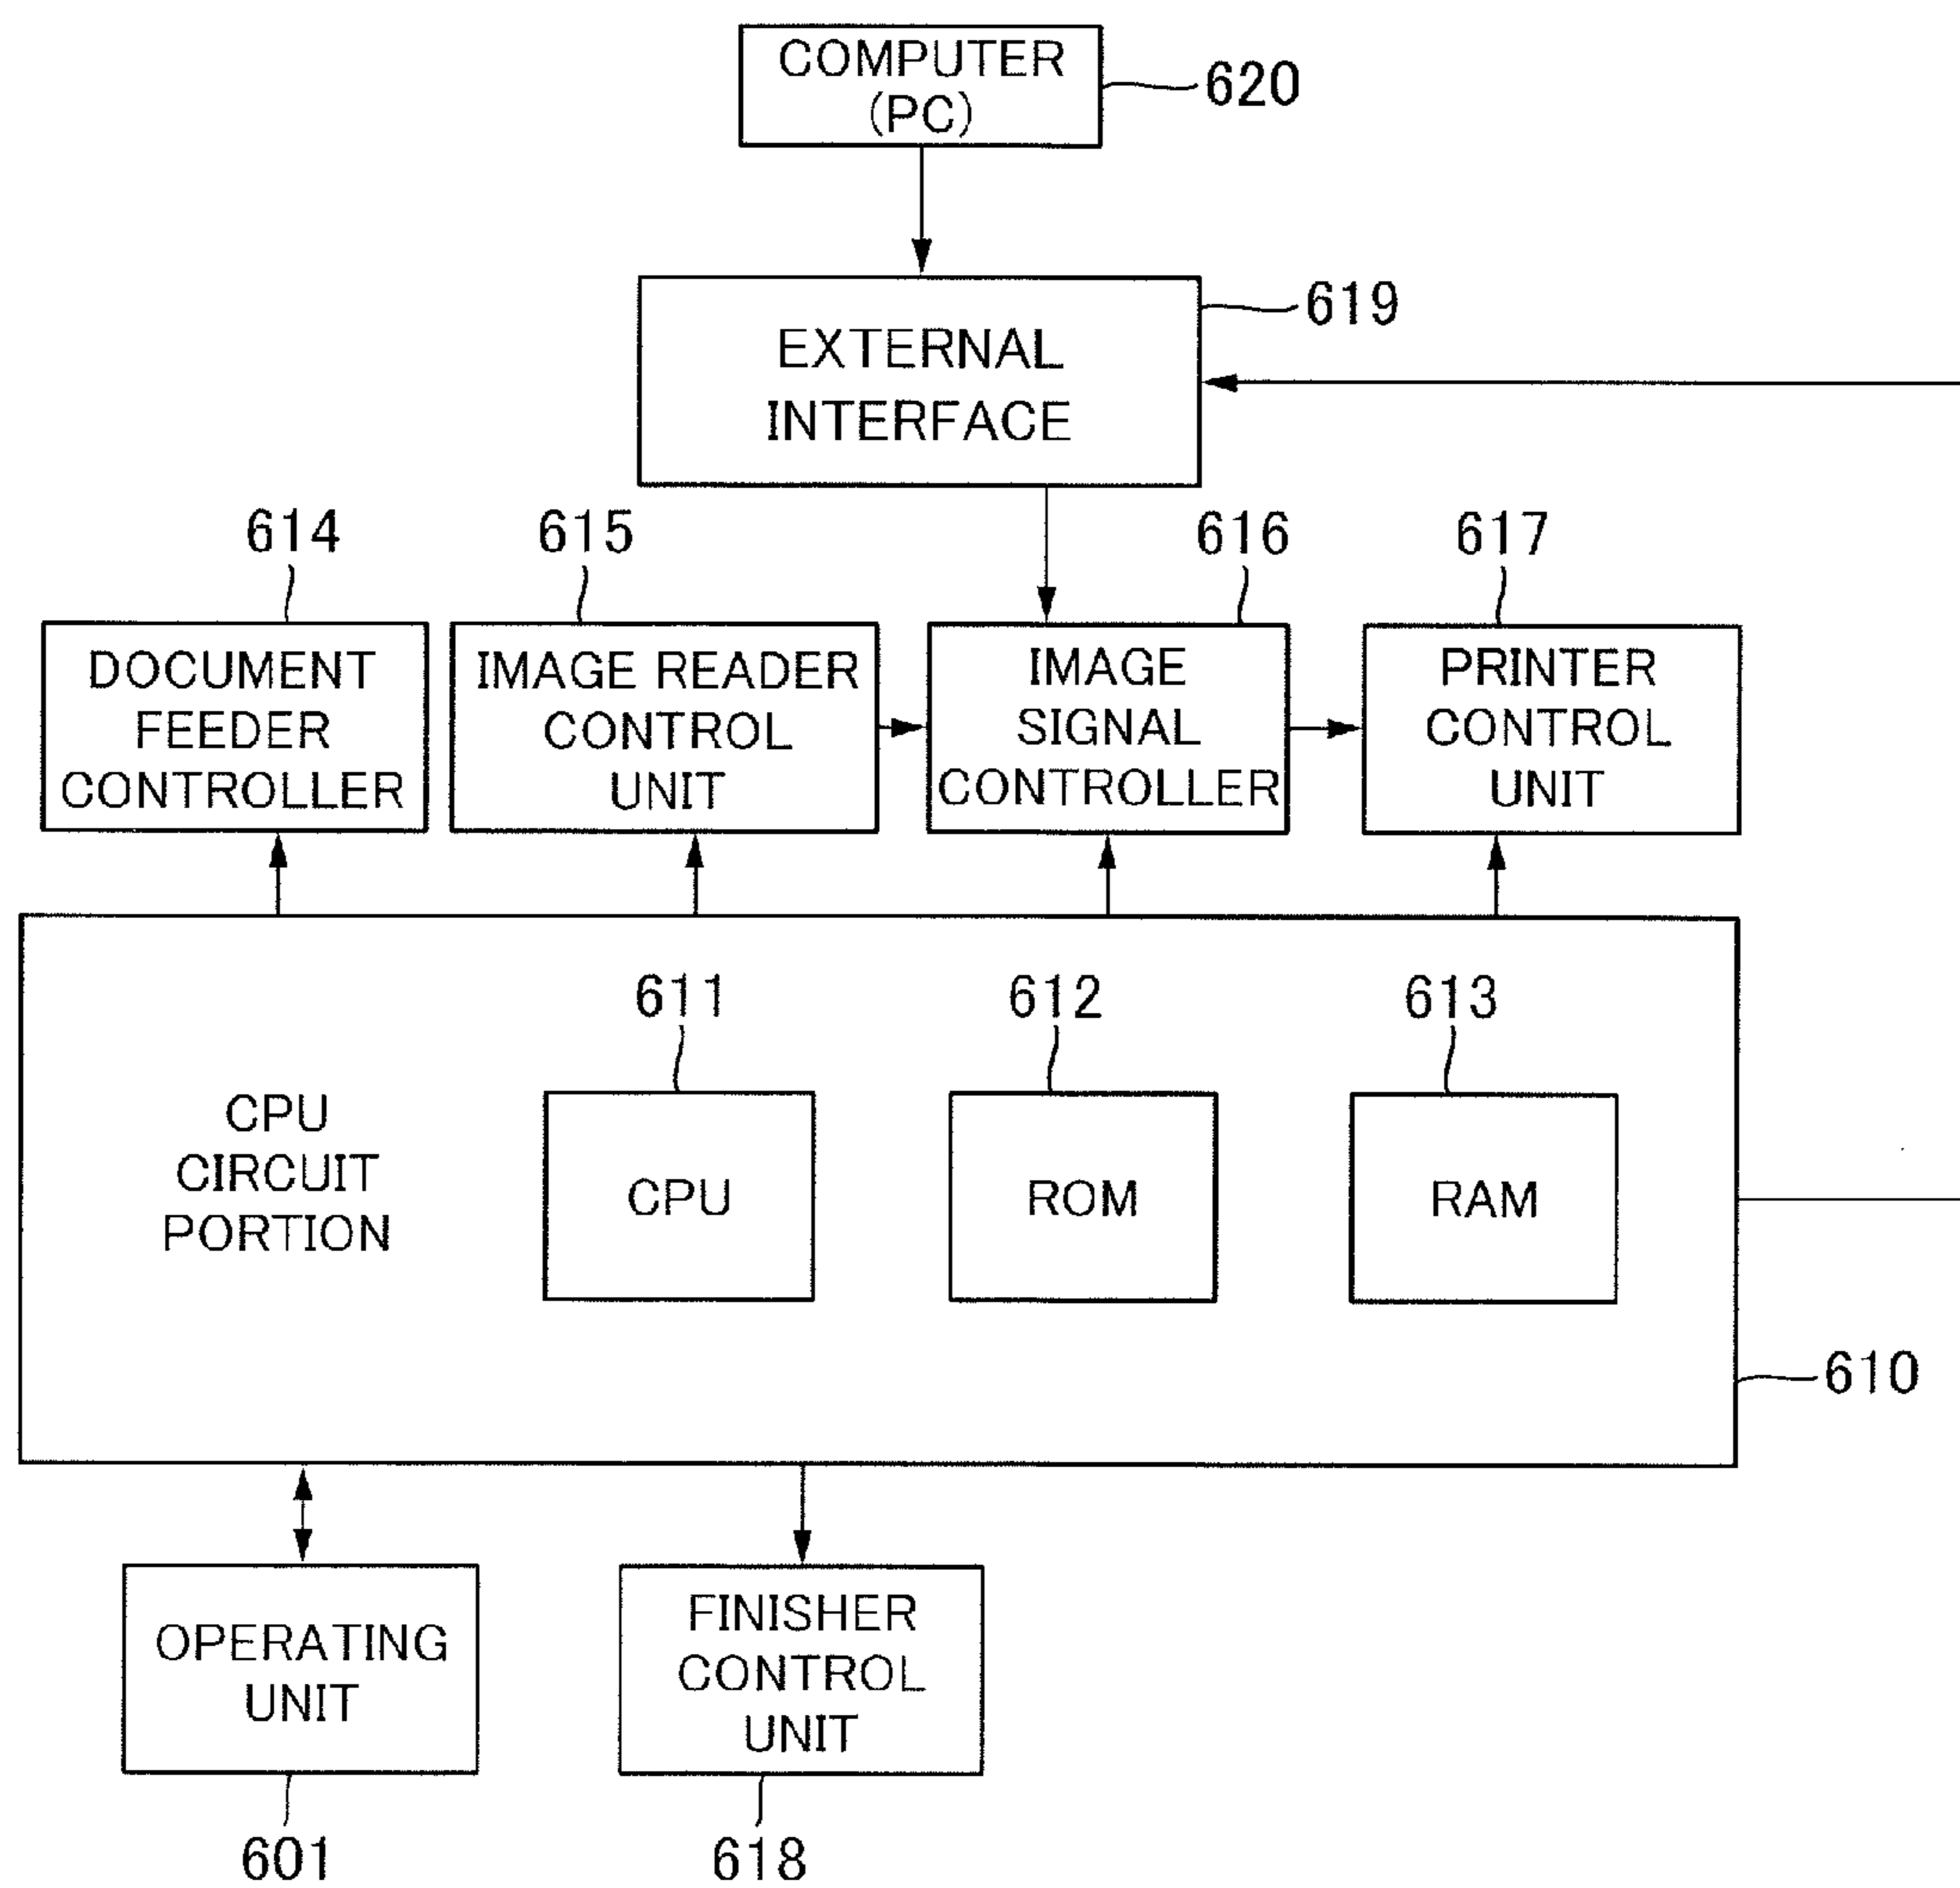 COMPUTER
(PC)
620
EXTERNAL
INTERFACE
619
614
615
616
617
DOCUMENT
FEEDER
CONTROLLER
IMAGE READER
CONTROL
UNIT
IMAGE
SIGNAL
CONTROLLER
PRINTER
CONTROL
UNIT
CPU
CIRCUIT
PORTION
611
CPU
612
ROM
613
RAM
610
OPERATING
UNIT
601
FINISHER
CONTROL
UNIT
618